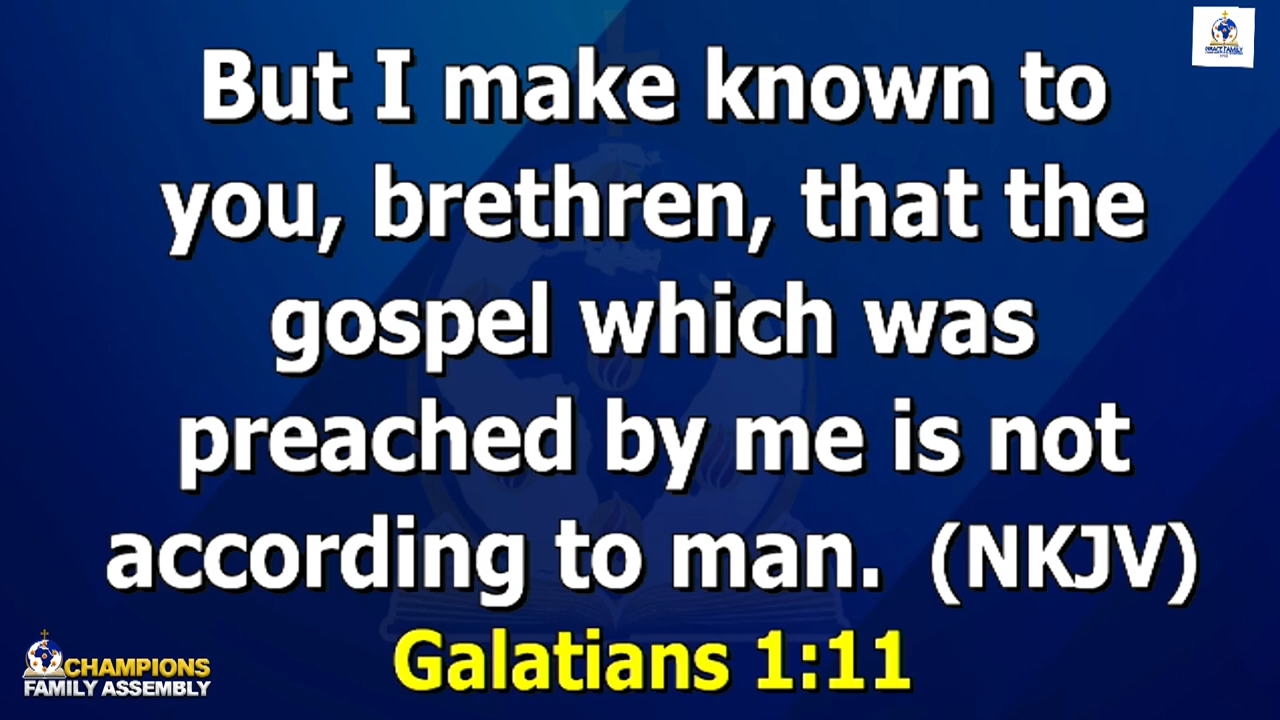 But I make known to
you, brethren, that the
gospel which was
preached by me is not
according to man. (NKJV)
Galatians 1:11
CHAMPIONS
FAMILY ASSEMBLY